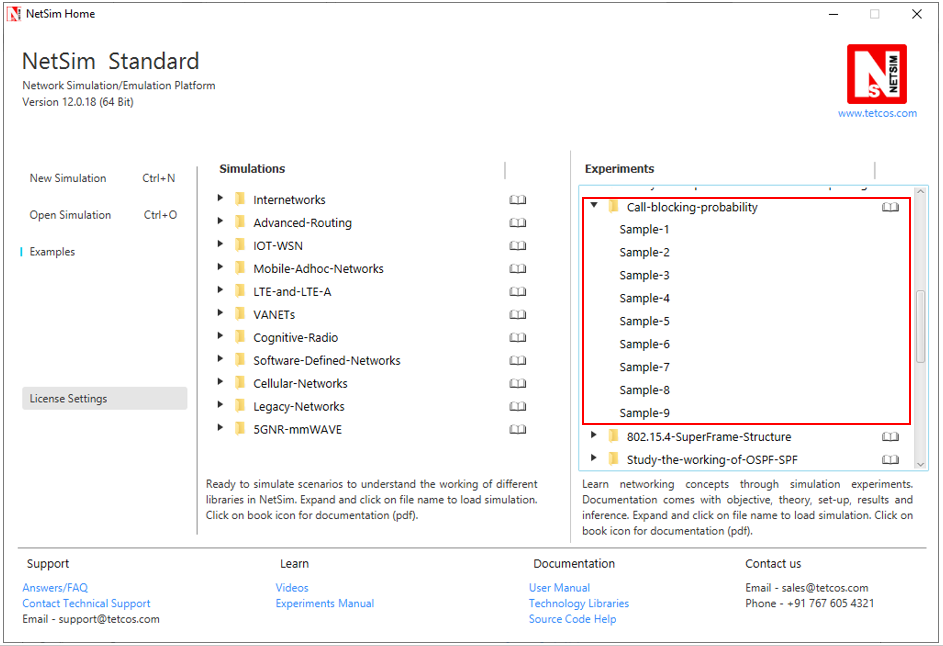 NetSim Home
NetSim Standard
Network Simulation/Emulation Platform
Version 12.0.18 (64 Bit)
NETSIM
www.tetcos.com
New Simulation Ctrl+N
Open Simulation Ctrl+O
Examples
License Settings
Simulations
Internetworks
Advanced-Routing
IOT-WSN
Mobile-Adhoc-Networks
LTE-and-LTE-A
VANETs
Cognitive-Radio
Software-Defined-Networks
Cellular-Networks
Legacy-Networks
5GNR-mmWAVE
Ready to simulate scenarios to understand the working of different
libraries in NetSim. Expand and click on file name to load simulation.
Click on book icon for documentation (pdf).
Experiments
Call-blocking-probability
Sample-1
Sample-2
Sample-3
Sample-4
Sample-5
Sample-6
Sample-7
Sample-8
Sample-9
802.15.4-SuperFrame-Structure
Study-the-working-of-OSPF-SPF
Learn networking concepts through simulation experiments.
Documentation comes with objective, theory, set-up, results and
inference. Expand and click on file name to load simulation. Click on
book icon for documentation (pdf).
Support
Answers/FAQ
Contact Technical Support
Email - support@tetcos.com
Learn
Videos
Experiments Manual
Documentation
User Manual
Technology Libraries
Source Code Help
Contact us
Email - sales@tetcos.com
Phone - +91 767 605 4321